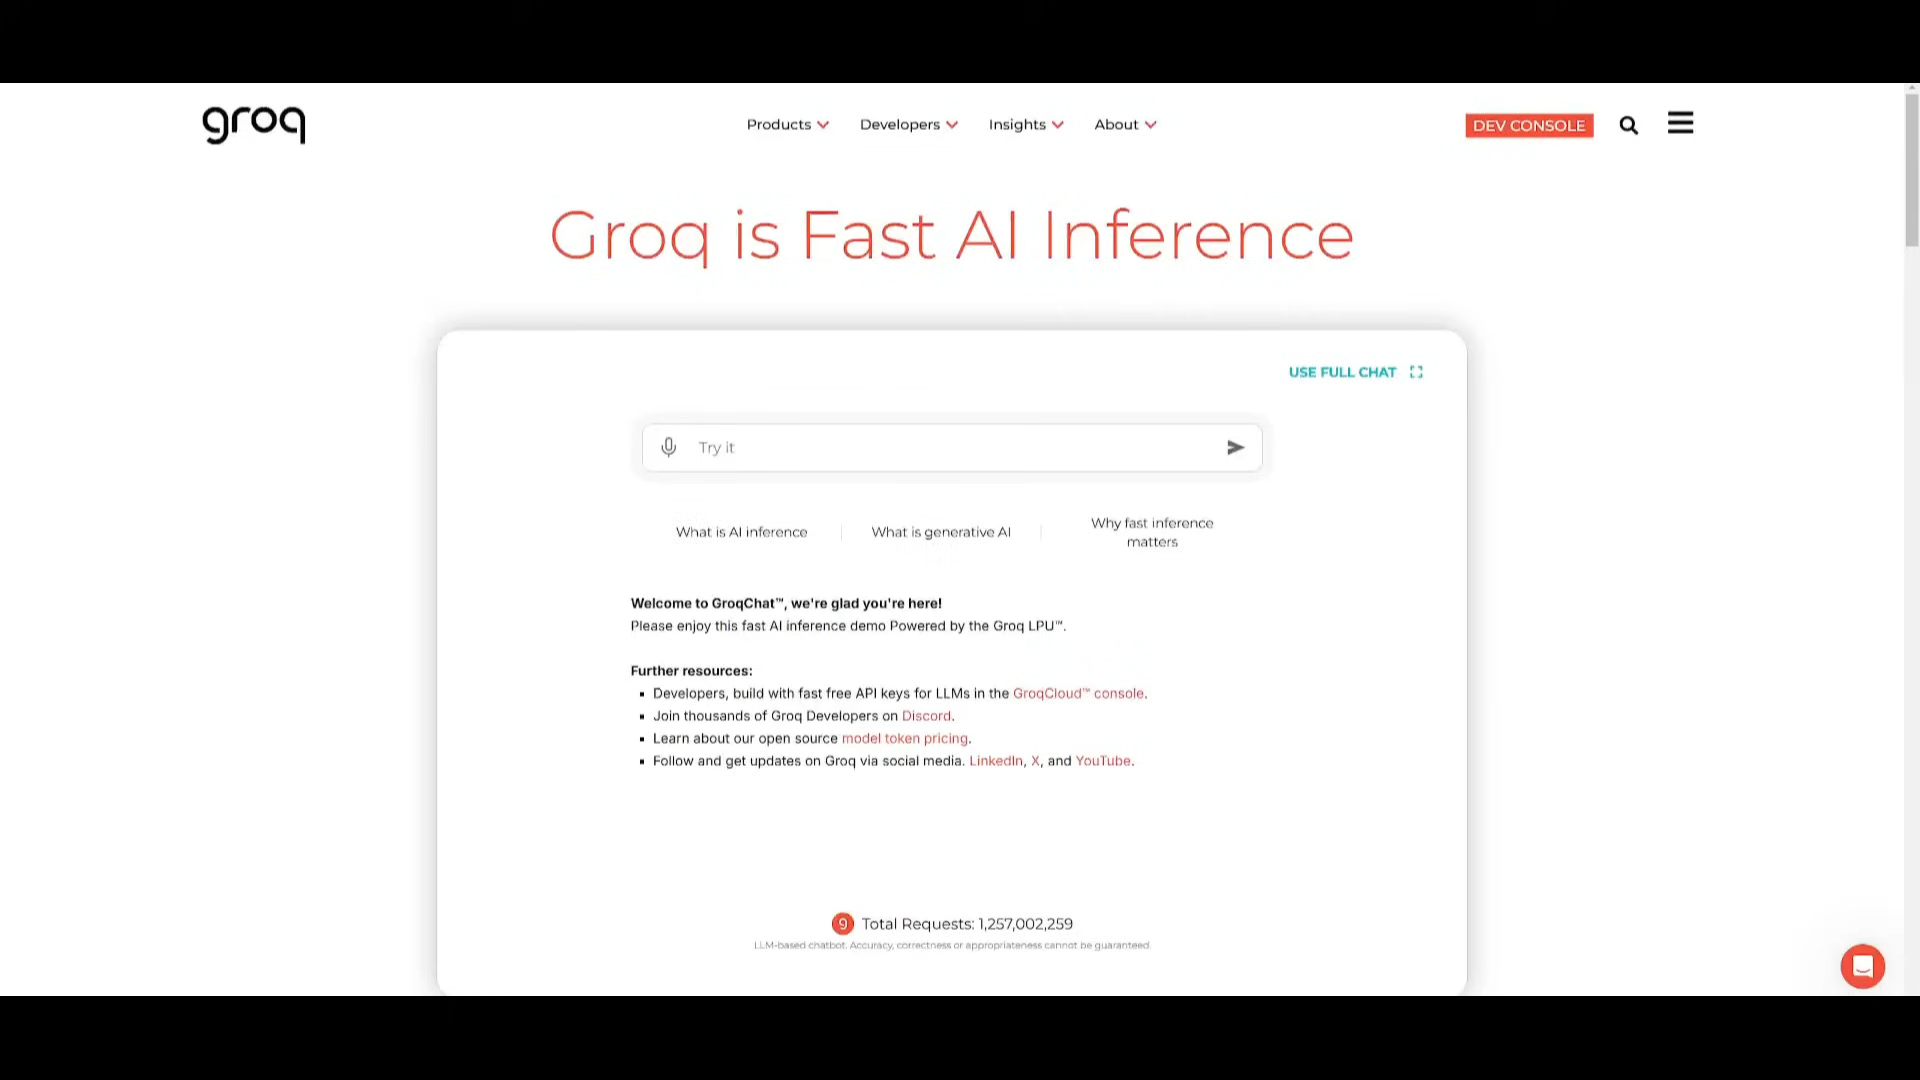 groq
Products
Developers
Insights
About
DEV CONSOLE
Groq is Fast AI Inference
USE FULL CHAT
Try it
What is AI inference
What is generative AI
Why fast inference
matters
Welcome to GroqChat™, we're glad you're here!
Please enjoy this fast AI inference demo Powered by the Groq LPU™.
Further resources:
Developers, build with fast free API keys for LLMs in the GroqCloud™ console.
Join thousands of Groq Developers on Discord.
Learn about our open source model token pricing.
Follow and get updates on Groq via social media. LinkedIn, X, and YouTube.
9 Total Requests: 1,257,002,259
LLM-based chatbot. Accuracy, correctness or appropriateness cannot be guaranteed.